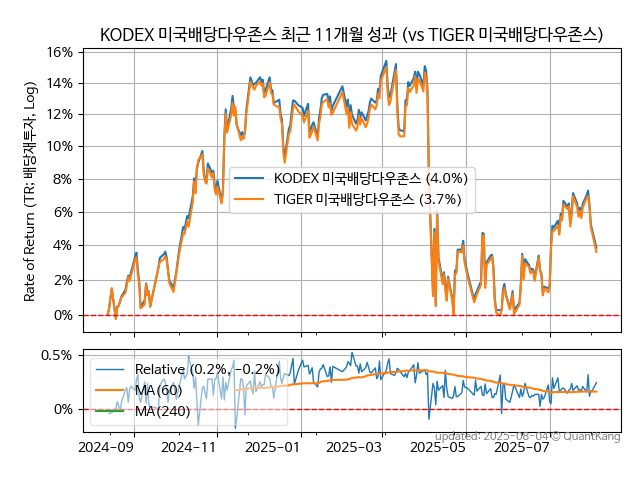 KODEX 미국배당다우존스 최근 11개월 성과 (vs TIGER 미국배당다우존스)
Rate of Return (TR: 배당재투자, Log)
16%
14%
12%
10%
8%
6%
4%
2%
0%
KODEX 미국배당다우존스 (4.0%)
TIGER 미국배당다우존스 (3.7%)
0.5%
0%
Relative (0.2%, −0.2%)
MA(60)
MA(240)
2024-09
2024-11
2025-01
2025-03
2025-05
2025-07
updated: 2025-08-04 © QuantKang